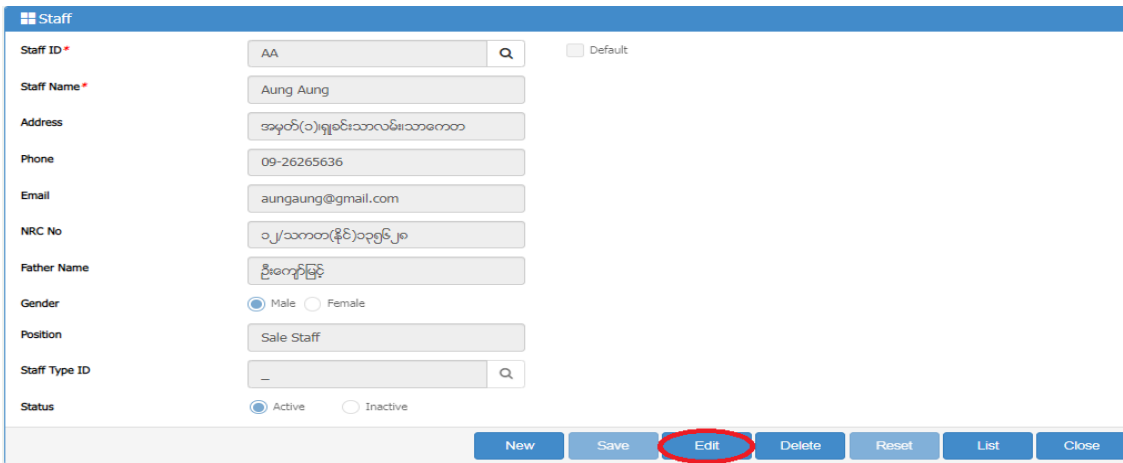 Staff
Staff ID* AA Default
Staff Name* Aung Aung
Address အမှတ်(၁)၊ရှုခင်းသာလမ်း၊သာကေတ
Phone 09-26265636
Email aungaung@gmail.com
NRC No ၁၂/သကတ(နိုင်)၁၃၅၆၂၈
Father Name ဦးကျော်မြင့်
Gender Male Female
Position Sale Staff
Staff Type ID _
Status Active Inactive
New Save Edit Delete Reset List Close